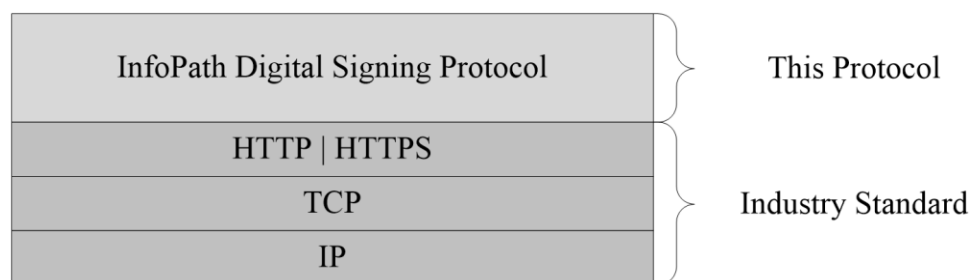 InfoPath Digital Signing Protocol
This Protocol
HTTP | HTTPS
TCP
Industry Standard
IP